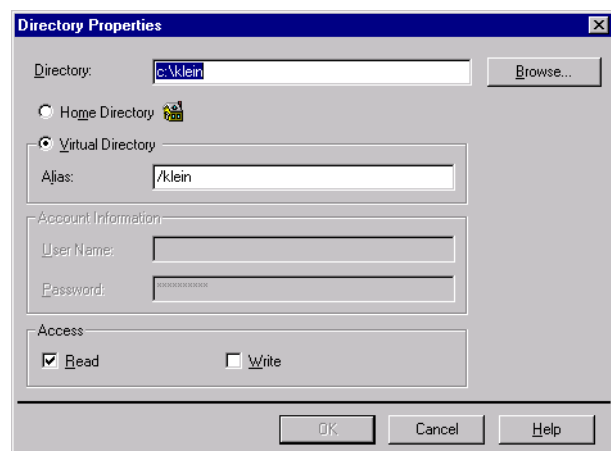 Directory Properties
Directory: c:\klein Browse...
Home Directory
Virtual Directory
Alias: /klein
Account Information
User Name:
Password: **********
Access
Read Write
OK Cancel Help